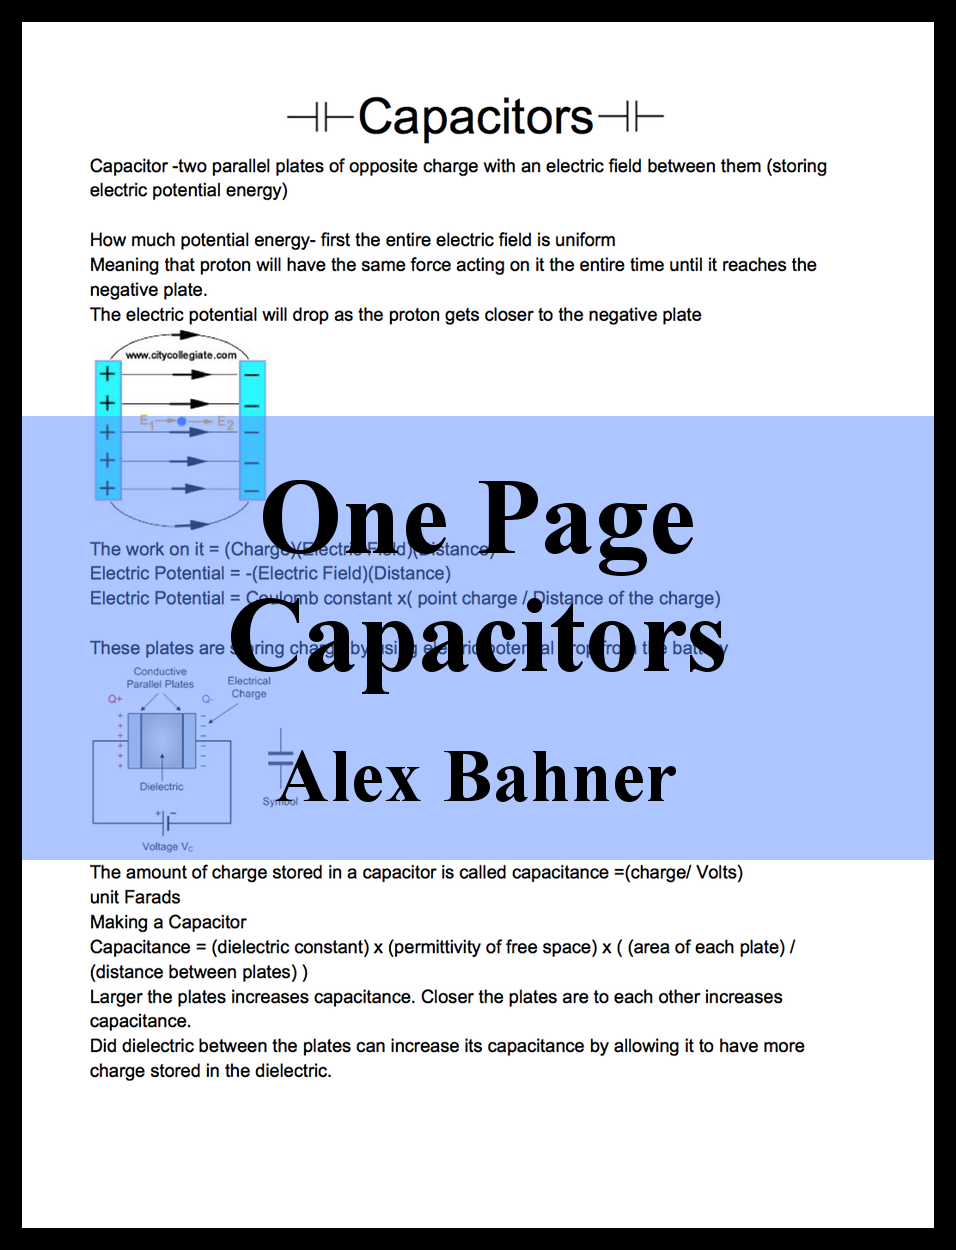 Capacitors
Capacitor -two parallel plates of opposite charge with an electric field between them (storing
electric potential energy)
How much potential energy- first the entire electric field is uniform
Meaning that proton will have the same force acting on it the entire time until it reaches the
negative plate.
The electric potential will drop as the proton gets closer to the negative plate
www.citycollegiate.com
+ −
+ −
E1 E2
+ −
+ −
+ −
One Page
The work on it = (Charge)(Electric Field)(Distance)
Electric Potential = -(Electric Field)(Distance)
Electric Potential = Coulomb constant x( point charge / Distance of the charge)
Capacitors
These plates are storing charge by using electric potential drop from the battery
Conductive
Parallel Plates
Electrical
Charge
Q+ Q-
Dielectric
Symbol
Alex Bahner
+ −
Voltage VC
The amount of charge stored in a capacitor is called capacitance =(charge/ Volts)
unit Farads
Making a Capacitor
Capacitance = (dielectric constant) x (permittivity of free space) x ( (area of each plate) /
(distance between plates) )
Larger the plates increases capacitance. Closer the plates are to each other increases
capacitance.
Did dielectric between the plates can increase its capacitance by allowing it to have more
charge stored in the dielectric.